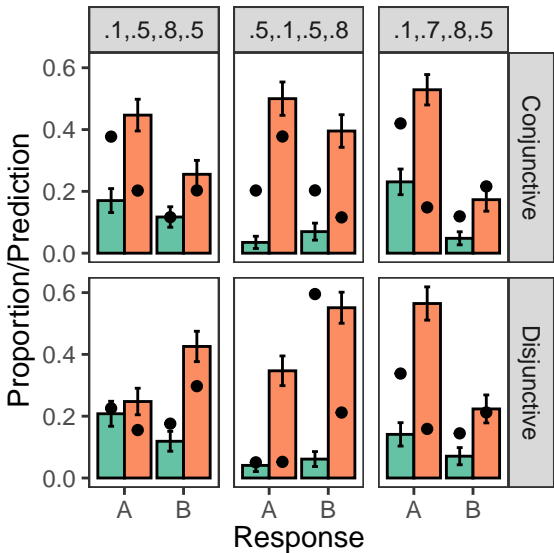 .1,.5,.8,.5 .5,.1,.5,.8 .1,.7,.8,.5
Proportion/Prediction
0.6
0.4
0.2
0.0
Conjunctive
0.6
0.4
0.2
0.0
Disjunctive
A B A B A B
Response